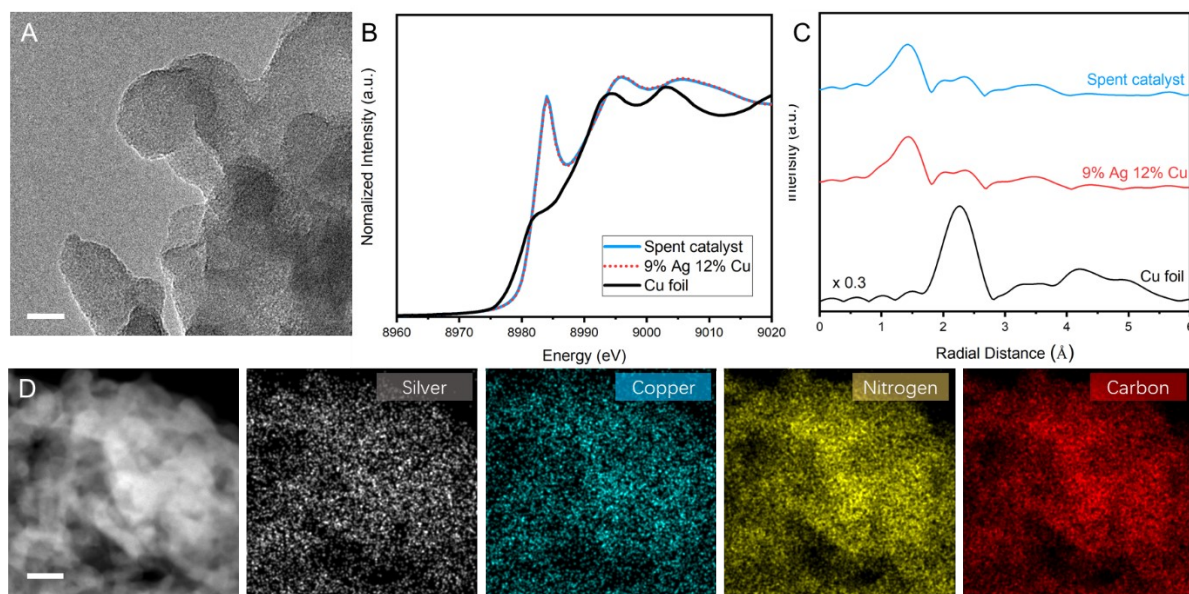 A
B
Nomalized Intensity (a.u.)
Spent catalyst
9% Ag 12% Cu
Cu foil
8960 8970 8980 8990 9000 9010 9020
Energy (eV)
C
Intensity (a.u.)
Spent catalyst
9% Ag 12% Cu
x 0.3
Cu foil
0 1 2 3 4 5 6
Radial Distance (Å)
D
Silver
Copper
Nitrogen
Carbon